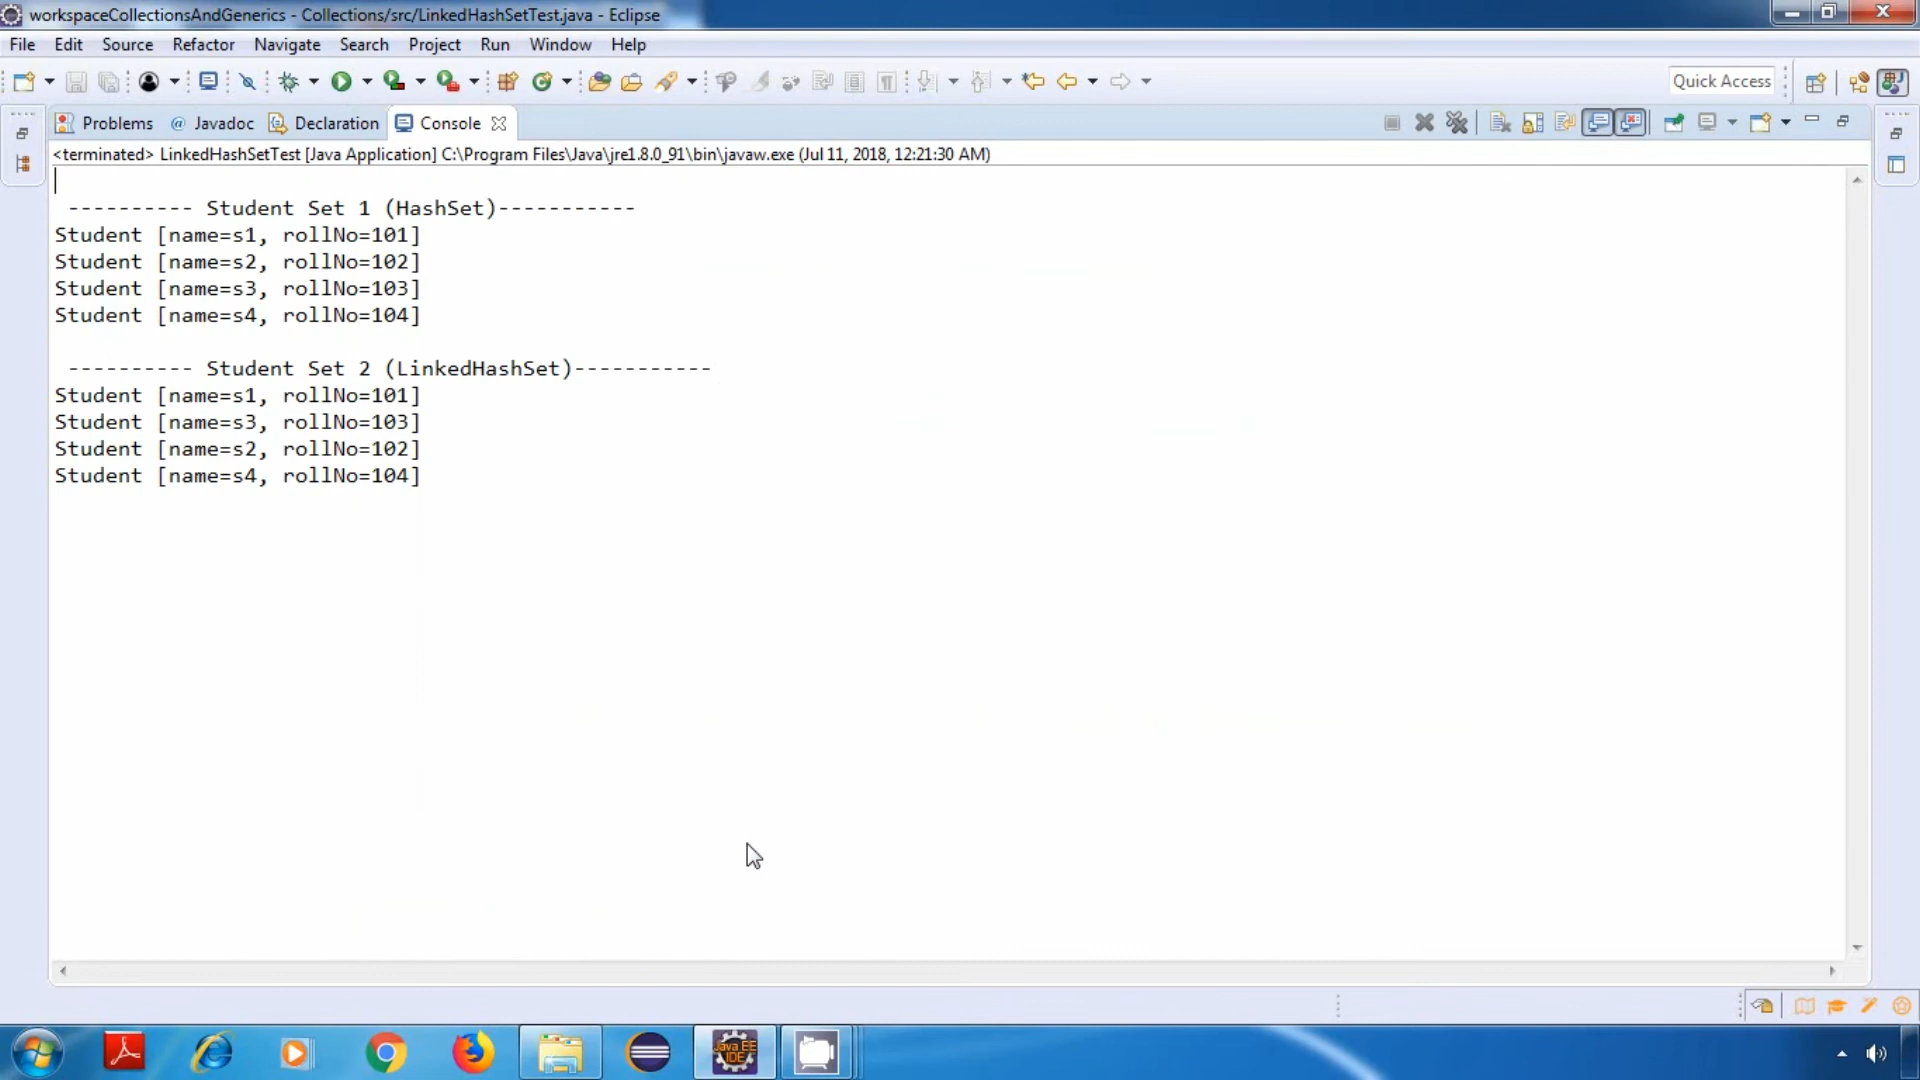 workspaceCollectionsAndGenerics - Collections/src/LinkedHashSetTest.java - Eclipse
File Edit Source Refactor Navigate Search Project Run Window Help
Quick Access
Problems @ Javadoc Declaration Console
<terminated> LinkedHashSetTest [Java Application] C:\Program Files\Java\jre1.8.0_91\bin\javaw.exe (Jul 11, 2018, 12:21:30 AM)
---------- Student Set 1 (HashSet)-----------
Student [name=s1, rollNo=101]
Student [name=s2, rollNo=102]
Student [name=s3, rollNo=103]
Student [name=s4, rollNo=104]
---------- Student Set 2 (LinkedHashSet)-----------
Student [name=s1, rollNo=101]
Student [name=s3, rollNo=103]
Student [name=s2, rollNo=102]
Student [name=s4, rollNo=104]
Java EE
IDE